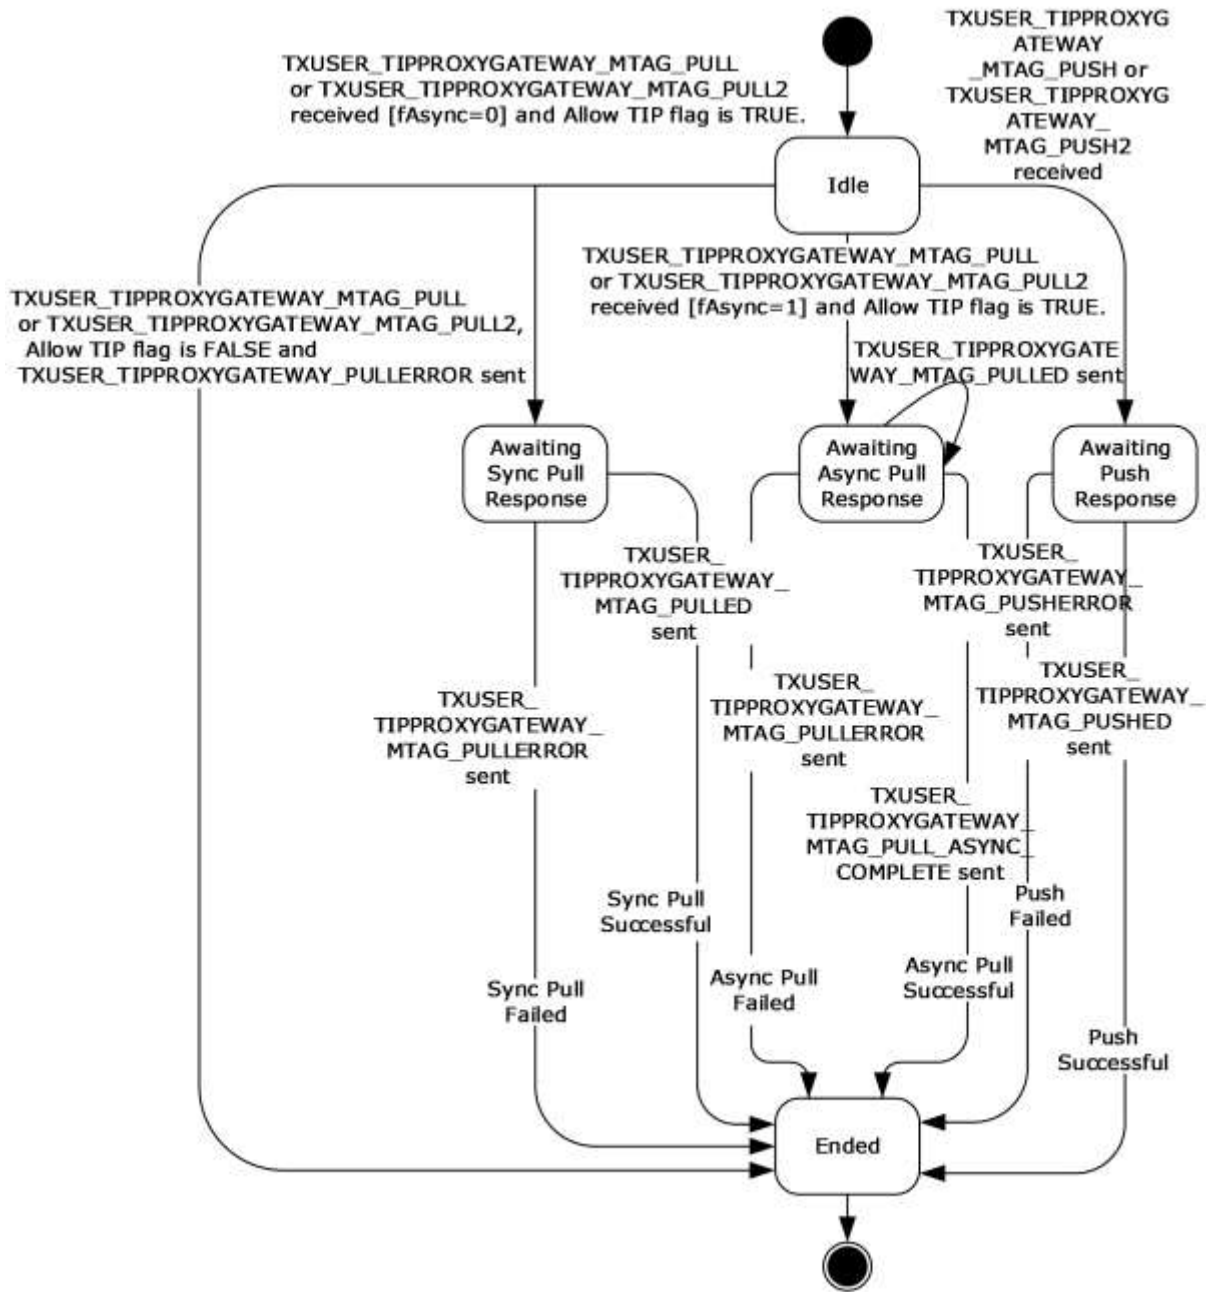 TXUSER_TIPPROXYG
ATEWAY
_MTAG_PUSH or
TXUSER_TIPPROXYG
ATEWAY_
MTAG_PUSH2
received
TXUSER_TIPPROXYGATEWAY_MTAG_PULL
or TXUSER_TIPPROXYGATEWAY_MTAG_PULL2
received [fAsync=0] and Allow TIP flag is TRUE.
Idle
TXUSER_TIPPROXYGATEWAY_MTAG_PULL
or TXUSER_TIPPROXYGATEWAY_MTAG_PULL2
received [fAsync=1] and Allow TIP flag is TRUE.
TXUSER_TIPPROXYGATEWAY_MTAG_PULL
or TXUSER_TIPPROXYGATEWAY_MTAG_PULL2,
Allow TIP flag is FALSE and
TXUSER_TIPPROXYGATEWAY_PULLERROR sent
TXUSER_TIPPROXYGATE
WAY_MTAG_PULLED sent
Awaiting
Sync Pull
Response
Awaiting
Async Pull
Response
Awaiting
Push
Response
TXUSER_
TIPPROXYGATEWAY_
MTAG_PULLED
sent
TXUSER_
TIPPROXYGATEWAY_
MTAG_PUSHERROR
sent
TXUSER_
TIPPROXYGATEWAY_
MTAG_PULLERROR
sent
TXUSER_
TIPPROXYGATEWAY_
MTAG_PULLERROR
sent
TXUSER_
TIPPROXYGATEWAY_
MTAG_PUSHED
sent
TXUSER_
TIPPROXYGATEWAY_
MTAG_PULL_ASYNC_
COMPLETE sent
Sync Pull
Successful
Push
Failed
Sync Pull
Failed
Async Pull
Failed
Async Pull
Successful
Push
Successful
Ended